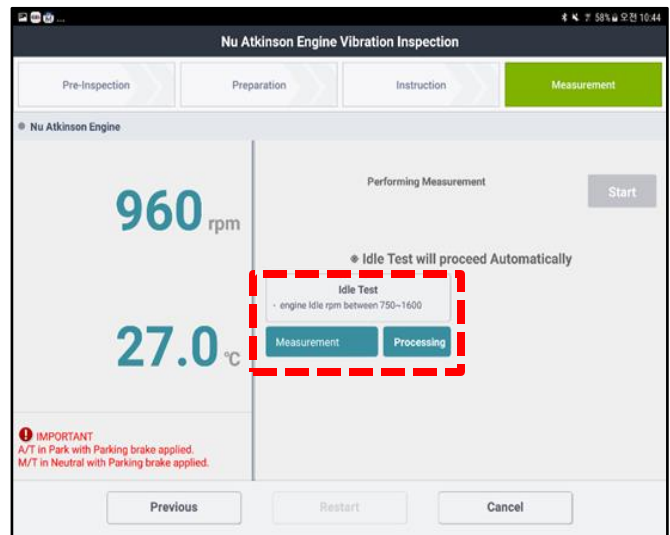 58% 오전 10:44
Nu Atkinson Engine Vibration Inspection
Pre-Inspection
Preparation
Instruction
Measurement
Nu Atkinson Engine
960 rpm
27.0 °C
IMPORTANT
A/T in Park with Parking brake applied.
M/T in Neutral with Parking brake applied.
Performing Measurement
Start
※ Idle Test will proceed Automatically
Idle Test
- engine Idle rpm between 750~1600
Measurement
Processing
Previous
Restart
Cancel